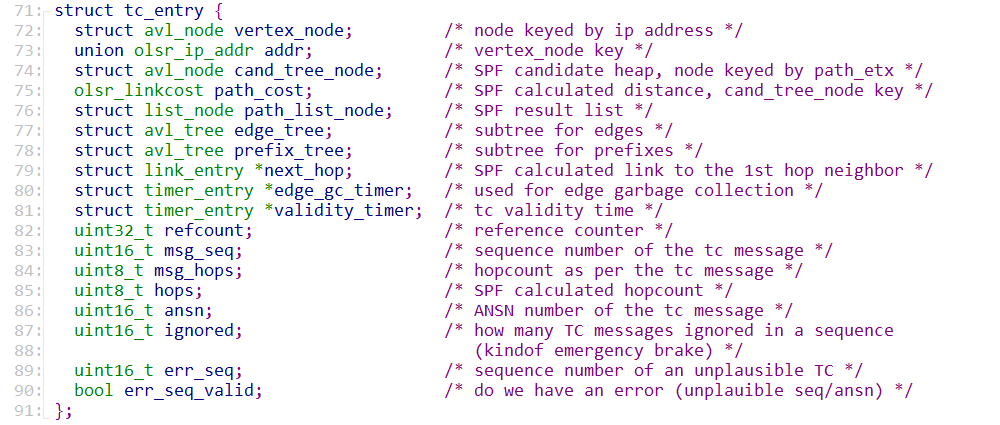 71: struct tc_entry {
72:   struct avl_node vertex_node;         /* node keyed by ip address */
73:   union olsr_ip_addr addr;             /* vertex_node key */
74:   struct avl_node cand_tree_node;      /* SPF candidate heap, node keyed by path_etx */
75:   olsr_linkcost path_cost;             /* SPF calculated distance, cand_tree_node key */
76:   struct list_node path_list_node;     /* SPF result list */
77:   struct avl_tree edge_tree;           /* subtree for edges */
78:   struct avl_tree prefix_tree;         /* subtree for prefixes */
79:   struct link_entry *next_hop;         /* SPF calculated link to the 1st hop neighbor */
80:   struct timer_entry *edge_gc_timer;   /* used for edge garbage collection */
81:   struct timer_entry *validity_timer;  /* tc validity time */
82:   uint32_t refcount;                   /* reference counter */
83:   uint16_t msg_seq;                    /* sequence number of the tc message */
84:   uint8_t msg_hops;                    /* hopcount as per the tc message */
85:   uint8_t hops;                        /* SPF calculated hopcount */
86:   uint16_t ansn;                       /* ANSN number of the tc message */
87:   uint16_t ignored;                    /* how many TC messages ignored in a sequence
88:                                           (kindof emergency brake) */
89:   uint16_t err_seq;                    /* sequence number of an unplausible TC */
90:   bool err_seq_valid;                  /* do we have an error (unplauible seq/ansn) */
91: };